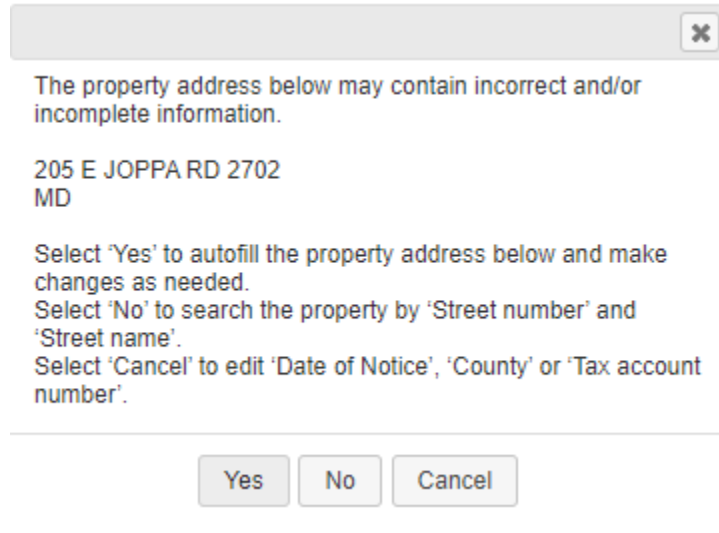 The property address below may contain incorrect and/or
incomplete information.
205 E JOPPA RD 2702
MD
Select ‘Yes’ to autofill the property address below and make
changes as needed.
Select ‘No’ to search the property by ‘Street number’ and
‘Street name’.
Select ‘Cancel’ to edit ‘Date of Notice’, ‘County’ or ‘Tax account
number’.
Yes No Cancel